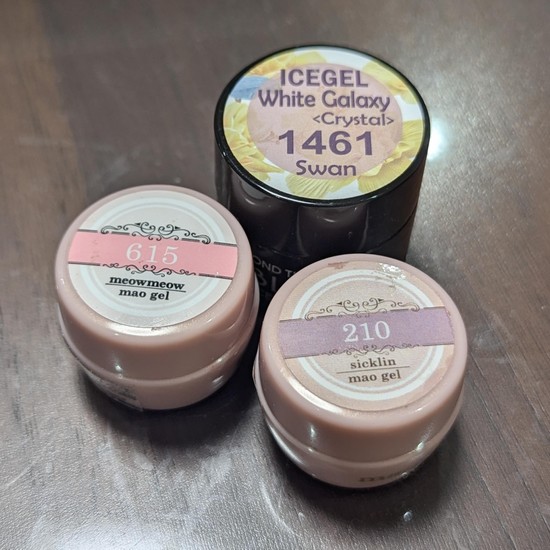 ICEGEL
White Galaxy
<Crystal>
1461
Swan
615
meowmeow
mao gel
210
sicklin
mao gel